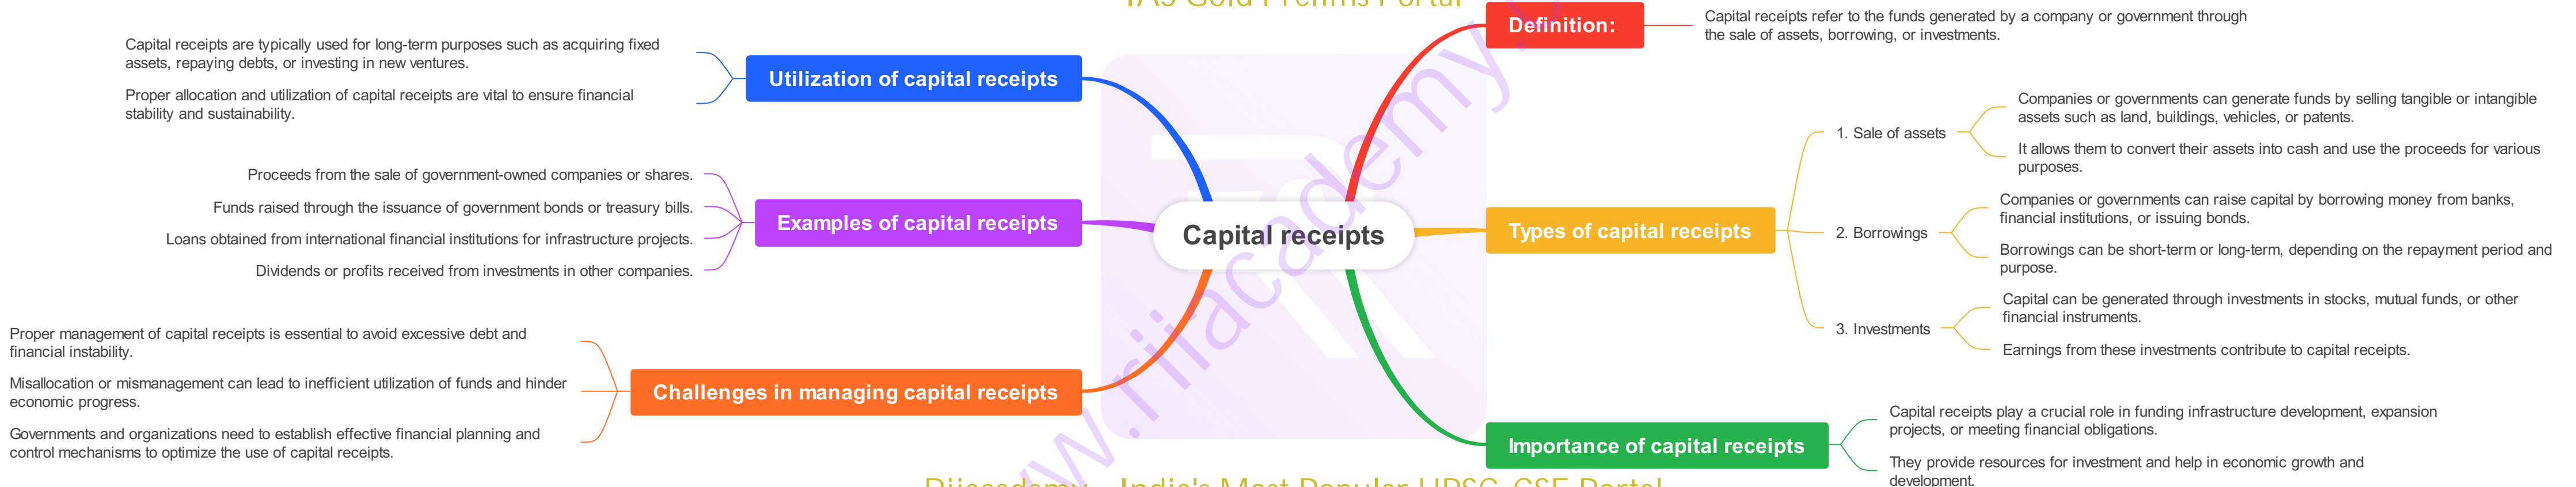 IAS Gold Prelims Portal
Definition:
Capital receipts refer to the funds generated by a company or government through
the sale of assets, borrowing, or investments.
Capital receipts are typically used for long-term purposes such as acquiring fixed
assets, repaying debts, or investing in new ventures.
Proper allocation and utilization of capital receipts are vital to ensure financial
stability and sustainability.
Utilization of capital receipts
Proceeds from the sale of government-owned companies or shares.
Funds raised through the issuance of government bonds or treasury bills.
Loans obtained from international financial institutions for infrastructure projects.
Dividends or profits received from investments in other companies.
Examples of capital receipts
Proper management of capital receipts is essential to avoid excessive debt and
financial instability.
Misallocation or mismanagement can lead to inefficient utilization of funds and hinder
economic progress.
Governments and organizations need to establish effective financial planning and
control mechanisms to optimize the use of capital receipts.
Challenges in managing capital receipts
Capital receipts
Types of capital receipts
1. Sale of assets
Companies or governments can generate funds by selling tangible or intangible
assets such as land, buildings, vehicles, or patents.
It allows them to convert their assets into cash and use the proceeds for various
purposes.
2. Borrowings
Companies or governments can raise capital by borrowing money from banks,
financial institutions, or issuing bonds.
Borrowings can be short-term or long-term, depending on the repayment period and
purpose.
3. Investments
Capital can be generated through investments in stocks, mutual funds, or other
financial instruments.
Earnings from these investments contribute to capital receipts.
Importance of capital receipts
Capital receipts play a crucial role in funding infrastructure development, expansion
projects, or meeting financial obligations.
They provide resources for investment and help in economic growth and
development.
India's Most Popular UPSC-CSE Portal